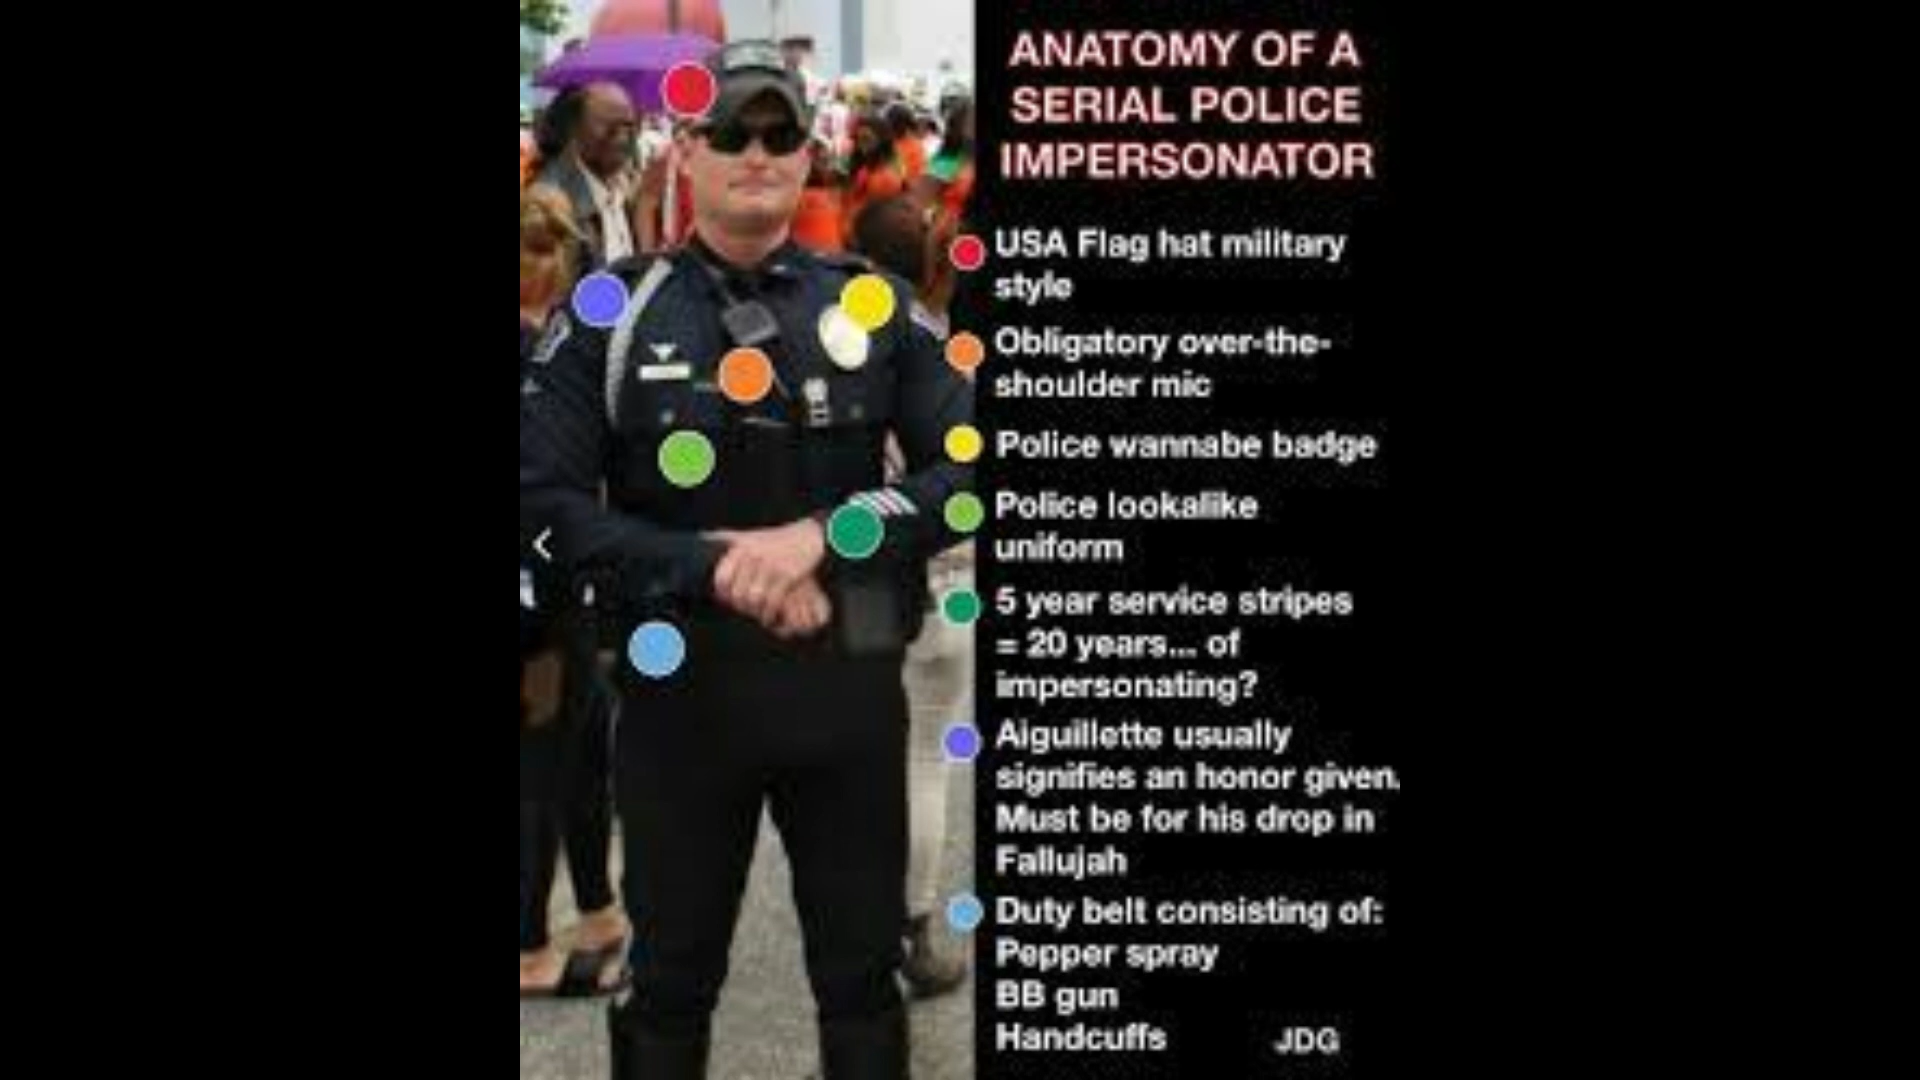 ANATOMY OF A
SERIAL POLICE
IMPERSONATOR
USA Flag hat military
style
Obligatory over-the-
shoulder mic
Police wannabe badge
Police lookalike
uniform
5 year service stripes
= 20 years... of
impersonating?
Aiguillette usually
signifies an honor given.
Must be for his drop in
Fallujah
Duty belt consisting of:
Pepper spray
BB gun
Handcuffs
JDG